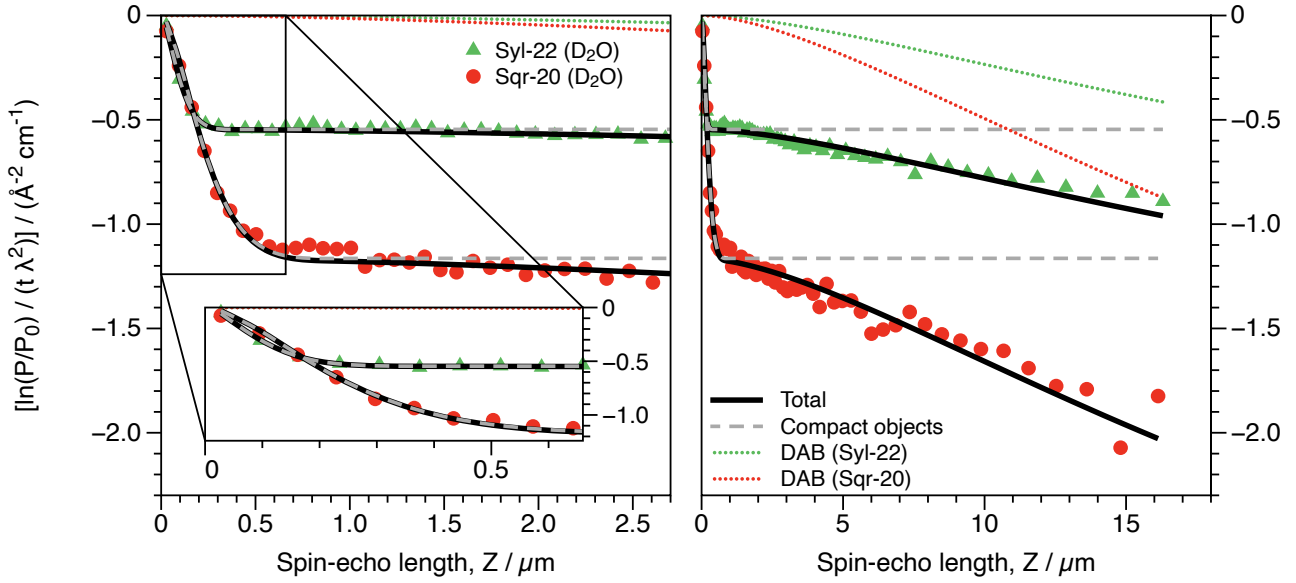 [ln(P/P₀) / (t λ²)] / (Å⁻² cm⁻¹)
0
−0.5
−1.0
−1.5
−2.0
Syl-22 (D₂O)
Sqr-20 (D₂O)
0
−0.5
−1.0
0
0.5
0
0.5
1.0
1.5
2.0
2.5
Spin-echo length, Z / μm
Total
Compact objects
DAB (Syl-22)
DAB (Sqr-20)
0
−0.5
−1.0
−1.5
−2.0
0
5
10
15
Spin-echo length, Z / μm